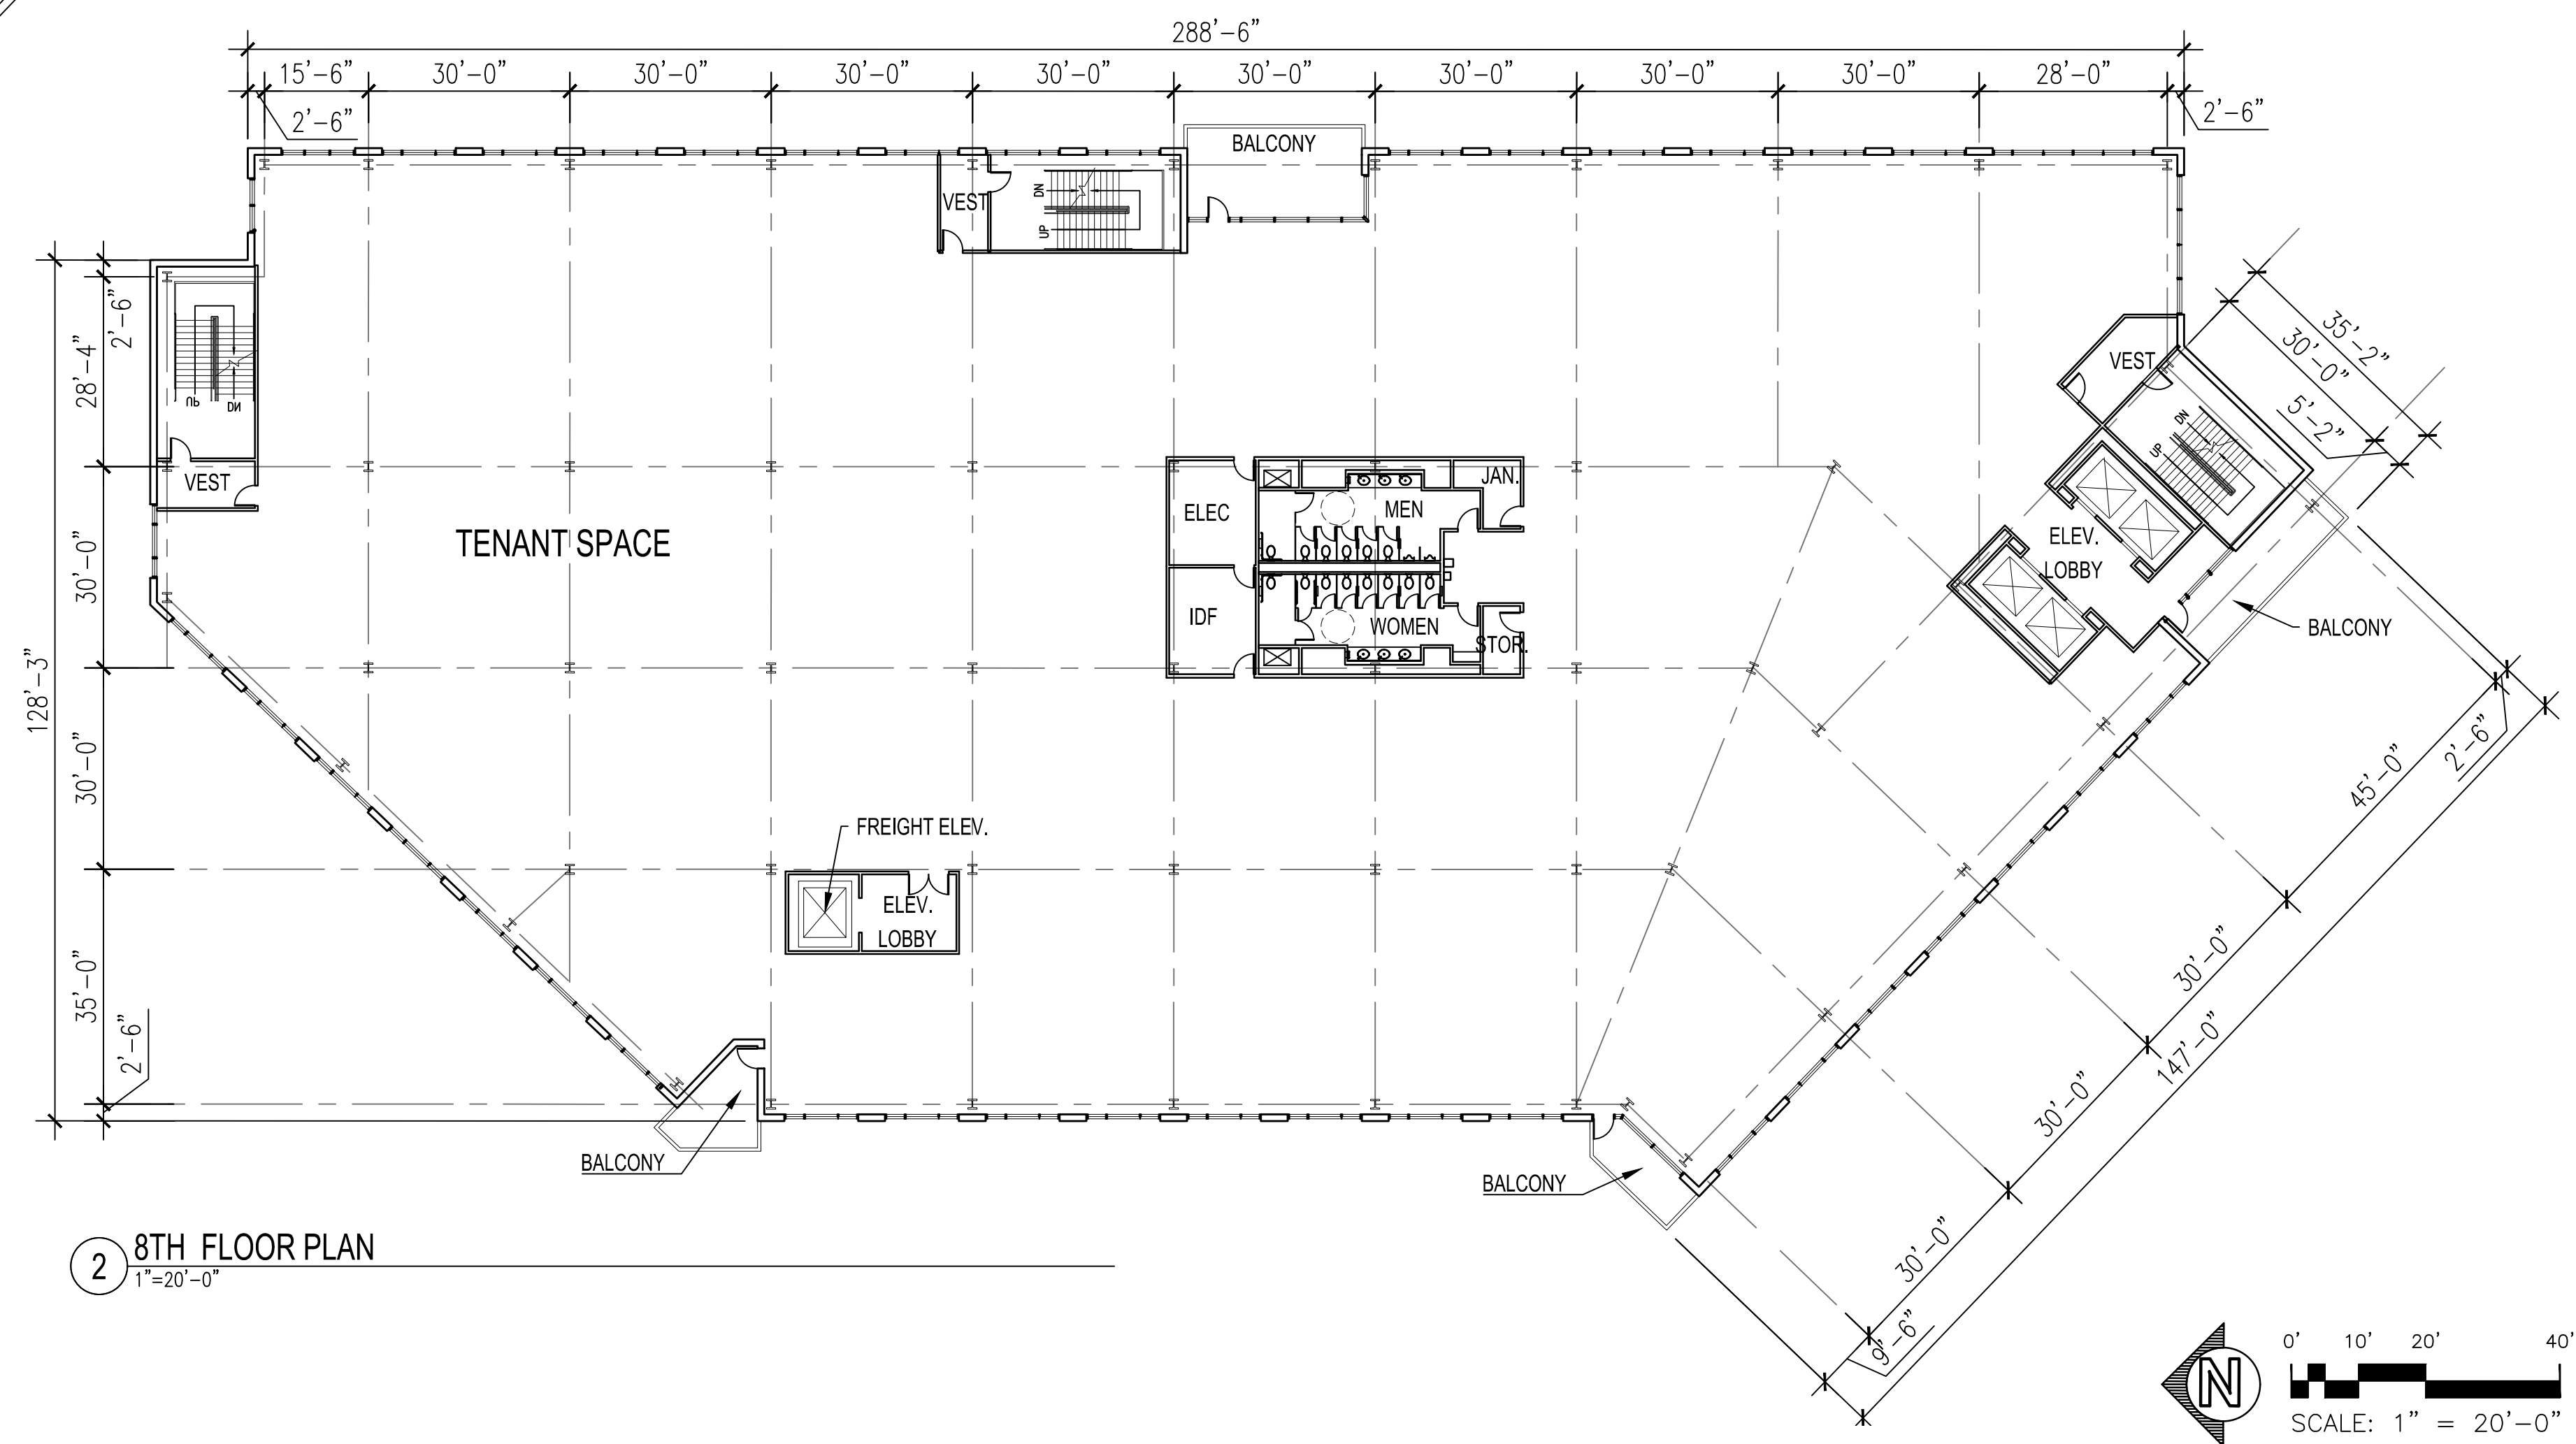 288'-6"
15'-6" 30'-0" 30'-0" 30'-0" 30'-0" 30'-0" 30'-0" 30'-0" 30'-0" 28'-0"
2'-6"
2'-6"
BALCONY
VEST
DN
UP
2'-6"
28'-4"
UP
DN
VEST
30'-0"
128'-3"
30'-0"
35'-0"
2'-6"
TENANT SPACE
ELEC
IDF
MEN
WOMEN
JAN.
STOR.
VEST
DN
UP
ELEV.
LOBBY
35'-2"
30'-0"
5'-2"
BALCONY
FREIGHT ELEV.
ELEV.
LOBBY
2'-6"
45'-0"
30'-0"
147'-0"
30'-0"
30'-0"
9'-6"
BALCONY
BALCONY
2
8TH FLOOR PLAN
1"=20'-0"
N
0' 10' 20' 40'
SCALE: 1" = 20'-0"